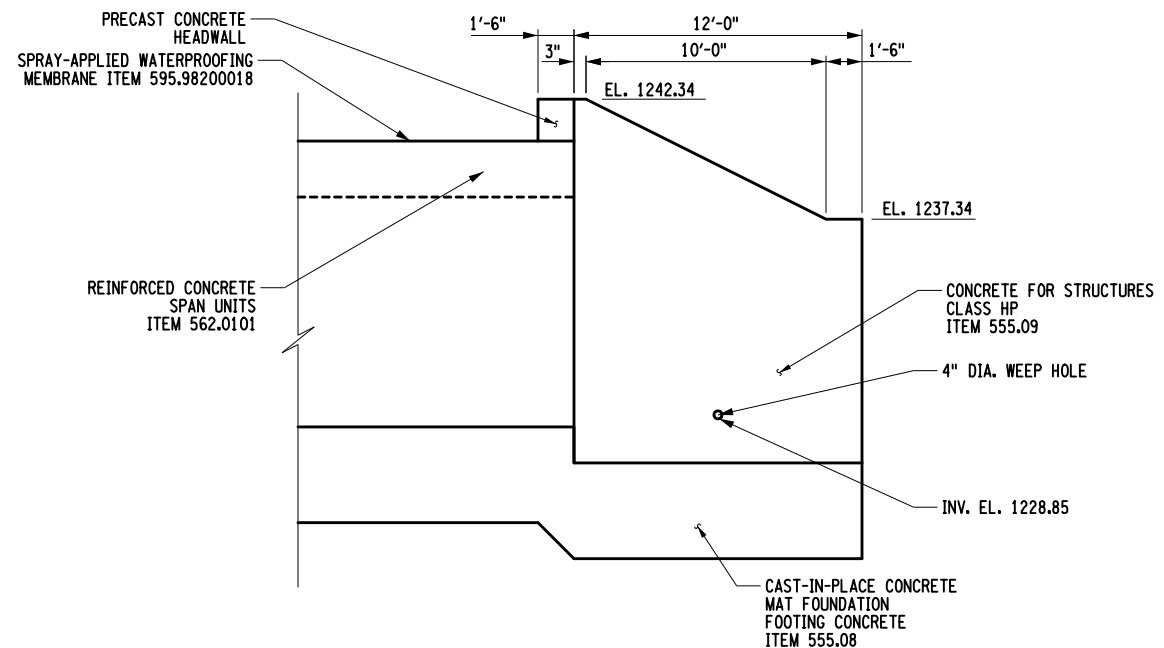 PRECAST CONCRETE
HEADWALL
SPRAY-APPLIED WATERPROOFING
MEMBRANE ITEM 595.98200018
1'-6"
12'-0"
3"
10'-0"
1'-6"
EL. 1242.34
EL. 1237.34
REINFORCED CONCRETE
SPAN UNITS
ITEM 562.0101
CONCRETE FOR STRUCTURES
CLASS HP
ITEM 555.09
4" DIA. WEEP HOLE
INV. EL. 1228.85
CAST-IN-PLACE CONCRETE
MAT FOUNDATION
FOOTING CONCRETE
ITEM 555.08